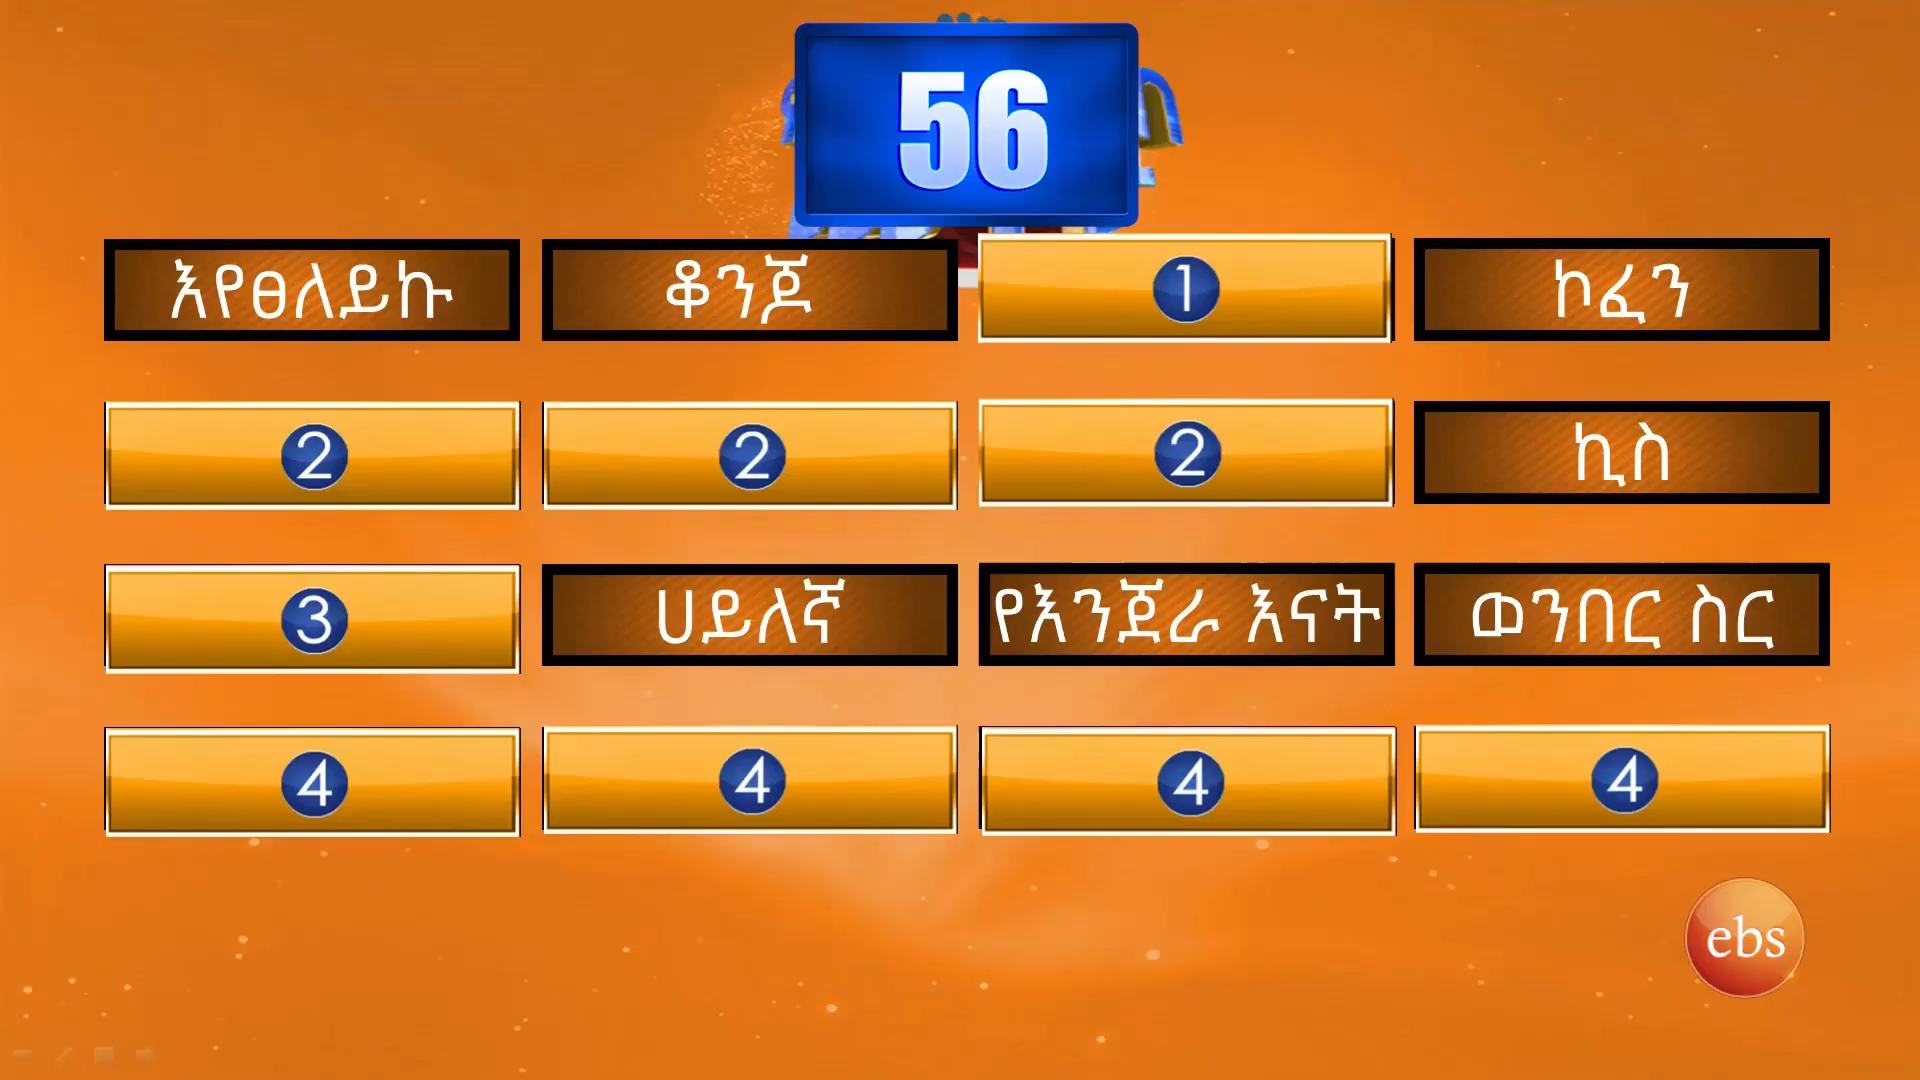 56
እየፀለይኩ ቆንጆ 1 ኮፈን
2 2 2 ኪስ
3 ሀይለኛ የእንጀራ እናት ወንበር ስር
4 4 4 4
ebs